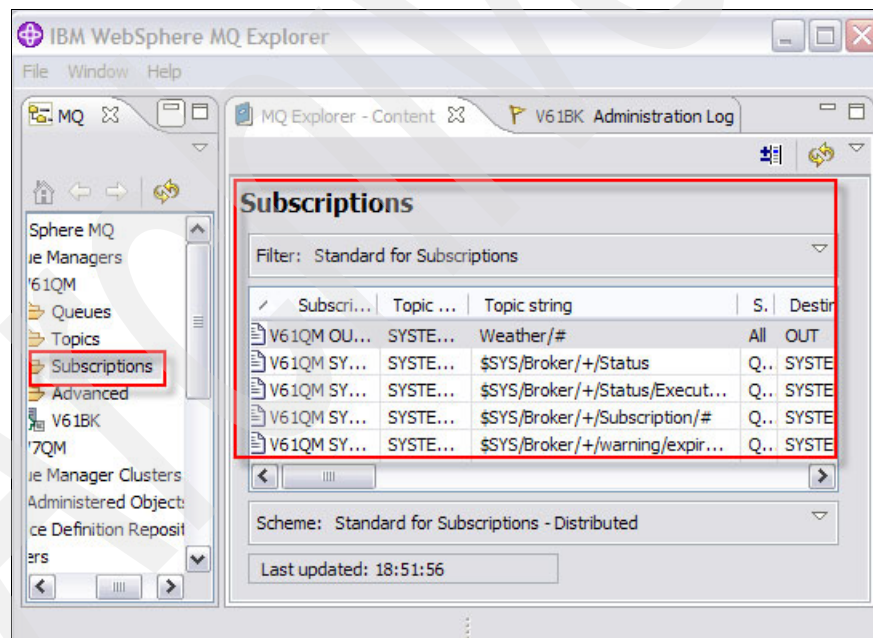 IBM WebSphere MQ Explorer
File Window Help
MQ
MQ Explorer - Content
V61BK Administration Log
Sphere MQ
ue Managers
V61QM
Queues
Topics
Subscriptions
Advanced
V61BK
V7QM
ue Manager Clusters
Administered Objects
ce Definition Reposit
ers
Subscriptions
Filter: Standard for Subscriptions
Subscri... Topic ... Topic string S. Destin
V61QM OU... SYSTE... Weather/# All OUT
V61QM SY... SYSTE... $SYS/Broker/+/Status Q... SYSTE
V61QM SY... SYSTE... $SYS/Broker/+/Status/Execut... Q... SYSTE
V61QM SY... SYSTE... $SYS/Broker/+/Subscription/# Q... SYSTE
V61QM SY... SYSTE... $SYS/Broker/+/warning/expir... Q... SYSTE
Scheme: Standard for Subscriptions - Distributed
Last updated: 18:51:56